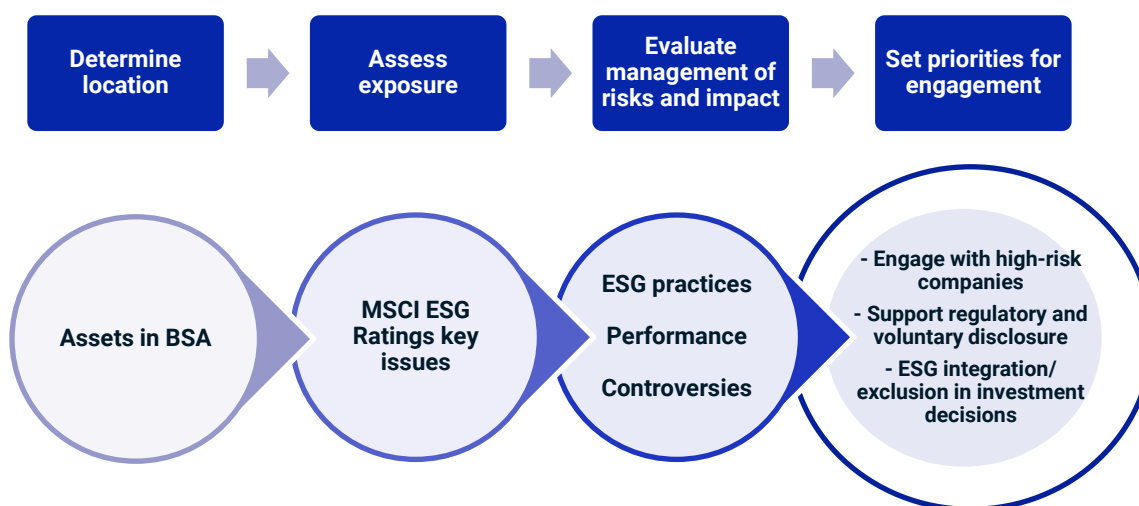 Determine
location
Assess
exposure
Evaluate
management of
risks and impact
Set priorities for
engagement
Assets in BSA
MSCI ESG
Ratings key
issues
ESG practices
Performance
Controversies
- Engage with high-risk
companies
- Support regulatory and
voluntary disclosure
- ESG integration/
exclusion in investment
decisions